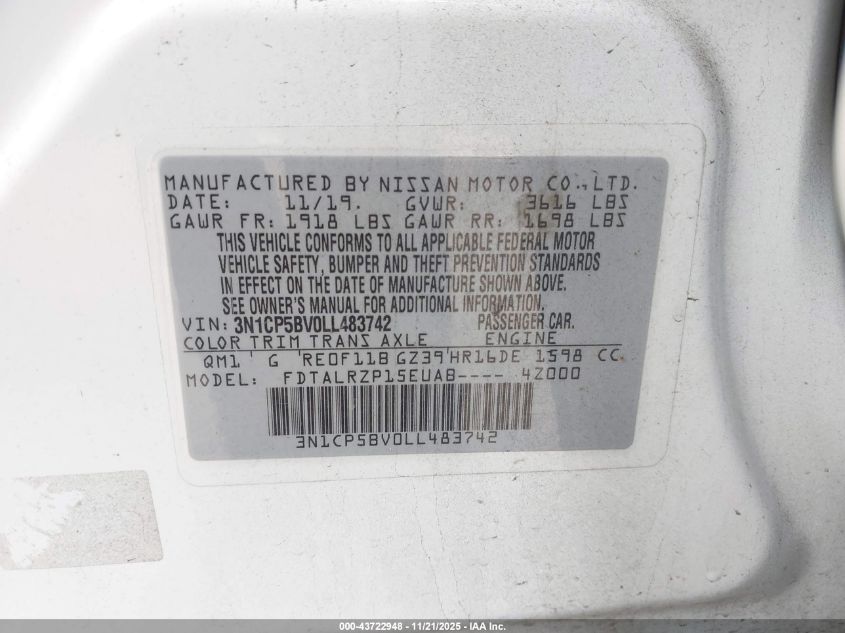 MANUFACTURED BY NISSAN MOTOR CO., LTD.
DATE: 11/19. GVWR: 3616 LBS
GAWR FR: 1918 LBS GAWR RR: 1698 LBS
THIS VEHICLE CONFORMS TO ALL APPLICABLE FEDERAL MOTOR
VEHICLE SAFETY, BUMPER AND THEFT PREVENTION STANDARDS
IN EFFECT ON THE DATE OF MANUFACTURE SHOWN ABOVE.
SEE OWNER'S MANUAL FOR ADDITIONAL INFORMATION.
VIN: 3N1CP5BV0LL483742 PASSENGER CAR.
COLOR TRIM TRANS AXLE ENGINE
QM1 G RE0F11B GZ39 HR16DE 1598 CC.
MODEL: FDTALRZP15EUAB---- 4Z000
3N1CP5BV0LL483742
000-43722948 - 11/21/2025 - IAA Inc.